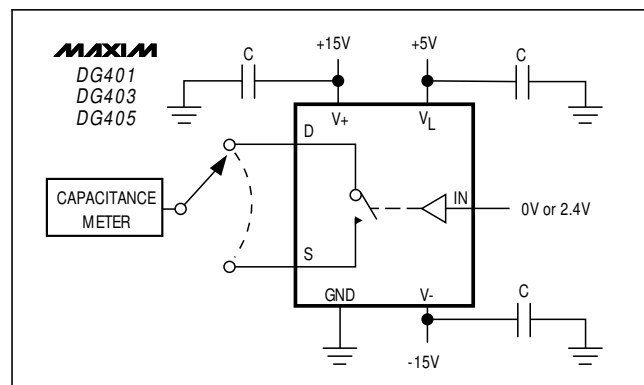 MAXIM
DG401
DG403
DG405
C
+15V
+5V
C
V+
VL
D
CAPACITANCE
METER
IN
0V or 2.4V
S
GND
V-
C
-15V